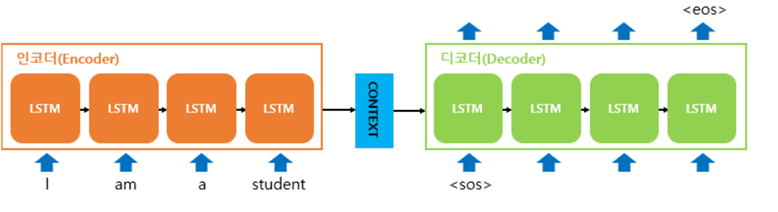 <eos>
인코더(Encoder)
디코더(Decoder)
LSTM LSTM LSTM LSTM
CONTEXT
LSTM LSTM LSTM LSTM
I am a student
<sos>